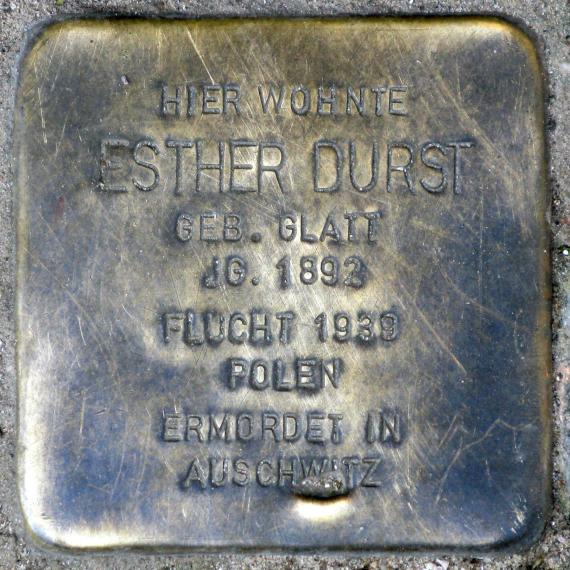 HIER WOHNTE
ESTHER DURST
GEB. GLATT
JG. 1892
FLUCHT 1939
POLEN
ERMORDET IN
AUSCHWITZ